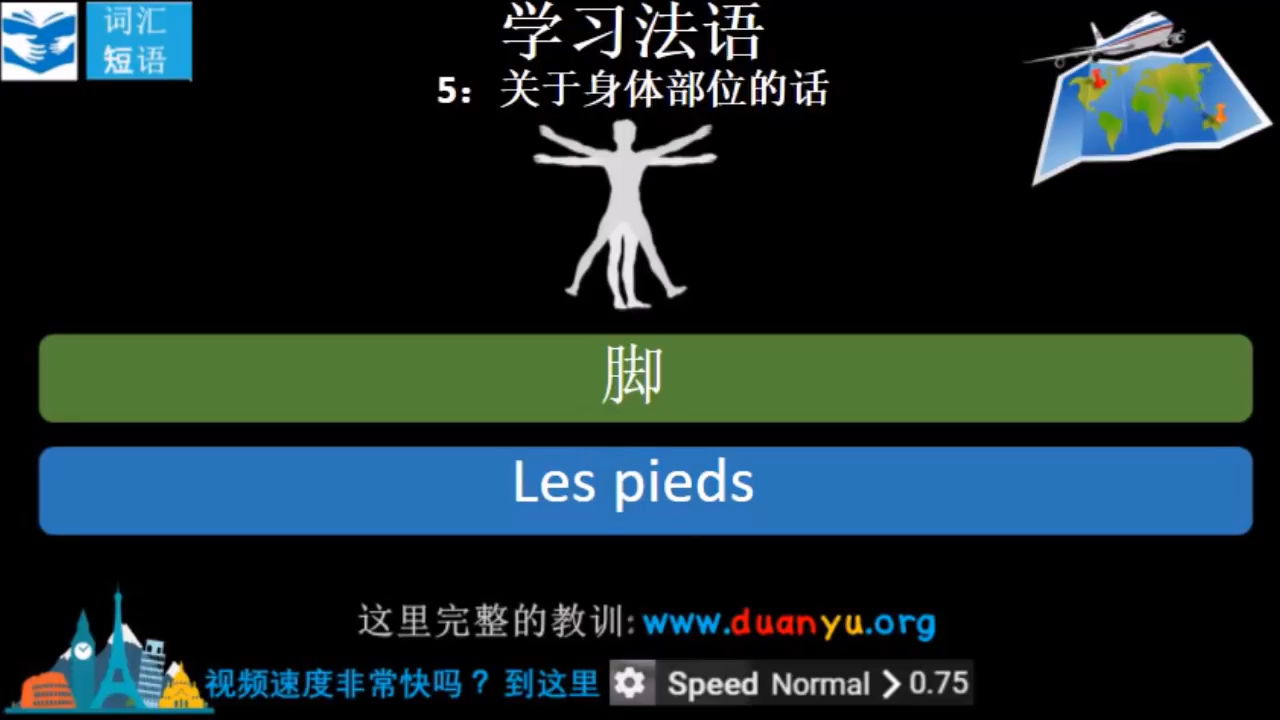 词汇
短语
学习法语
5：关于身体部位的话
脚
Les pieds
这里完整的教训: www.duanyu.org
视频速度非常快吗？ 到这里 Speed Normal > 0.75